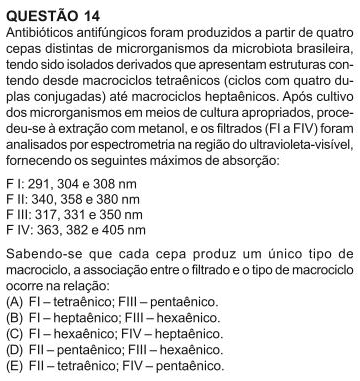 QUESTÃO 14
Antibióticos antifúngicos foram produzidos a partir de quatro
cepas distintas de microrganismos da microbiota brasileira,
tendo sido isolados derivados que apresentam estruturas con-
tendo desde macrociclos tetraênicos (ciclos com quatro du-
plas conjugadas) até macrociclos heptaênicos. Após cultivo
dos microrganismos em meios de cultura apropriados, proce-
deu-se à extração com metanol, e os filtrados (FI a FIV) foram
analisados por espectrometria na região do ultravioleta-visível,
fornecendo os seguintes máximos de absorção:
F I: 291, 304 e 308 nm
F II: 340, 358 e 380 nm
F III: 317, 331 e 350 nm
F IV: 363, 382 e 405 nm
Sabendo-se que cada cepa produz um único tipo de
macrociclo, a associação entre o filtrado e o tipo de macrociclo
ocorre na relação:
(A) FI – tetraênico; FIII – pentaênico.
(B) FI – heptaênico; FIII – hexaênico.
(C) FI – hexaênico; FIV – heptaênico.
(D) FII – pentaênico; FIII – hexaênico.
(E) FII – tetraênico; FIV – pentaênico.